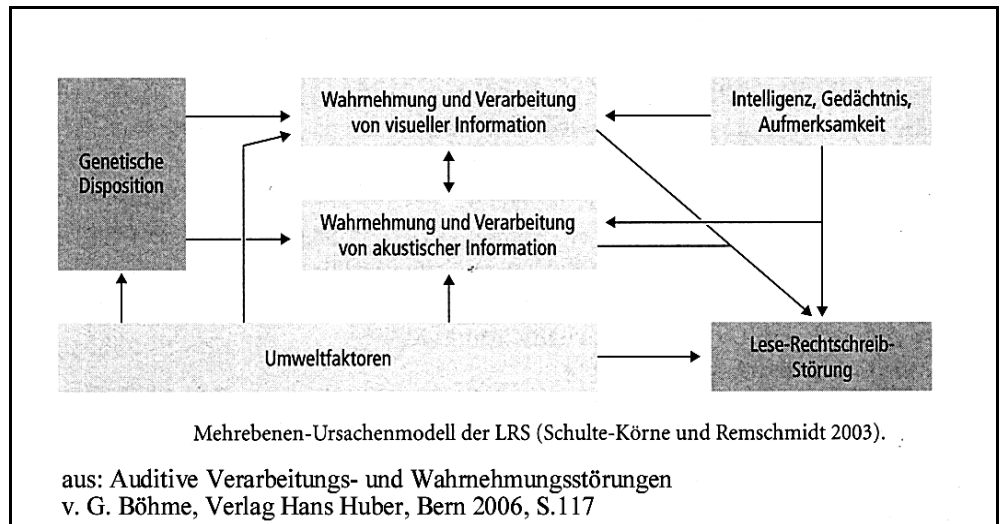 Wahrnehmung und Verarbeitung
von visueller Information
Intelligenz, Gedächtnis,
Aufmerksamkeit
Genetische
Disposition
Wahrnehmung und Verarbeitung
von akustischer Information
Umweltfaktoren
Lese-Rechtschreib-
Störung
Mehrebenen-Ursachenmodell der LRS (Schulte-Körne und Remschmidt 2003).
aus: Auditive Verarbeitungs- und Wahrnehmungsstörungen
v. G. Böhme, Verlag Hans Huber, Bern 2006, S.117